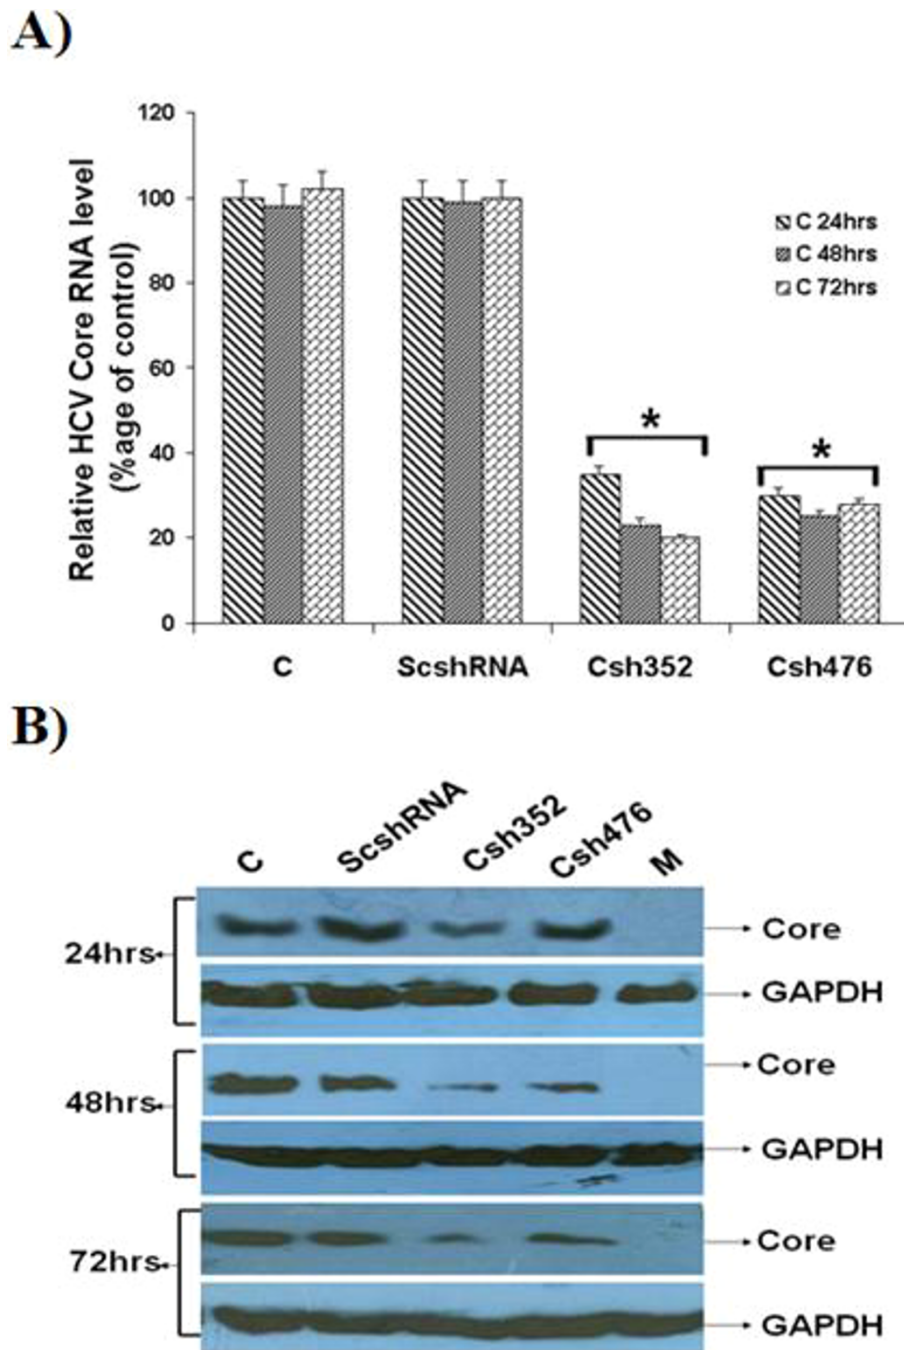 A)
Relative HCV Core RNA level
(%age of control)
120
100
80
60
40
20
0
C 24hrs
C 48hrs
C 72hrs
*
*
C
ScshRNA
Csh352
Csh476
B)
C
ScshRNA
Csh352
Csh476
M
24hrs
Core
GAPDH
48hrs
Core
GAPDH
72hrs
Core
GAPDH